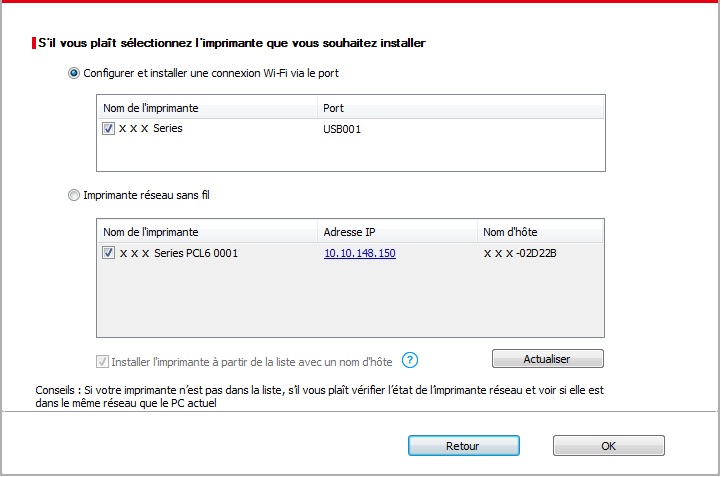 S'il vous plaît sélectionnez l'imprimante que vous souhaitez installer
Configurer et installer une connexion Wi-Fi via le port
Nom de l'imprimante Port
X X X Series USB001
Imprimante réseau sans fil
Nom de l'imprimante Adresse IP Nom d'hôte
X X X Series PCL6 0001 10.10.148.150 X X X -02D22B
Installer l'imprimante à partir de la liste avec un nom d'hôte ? Actualiser
Conseils : Si votre imprimante n'est pas dans la liste, s'il vous plaît vérifier l'état de l'imprimante réseau et voir si elle est
dans le même réseau que le PC actuel
Retour OK